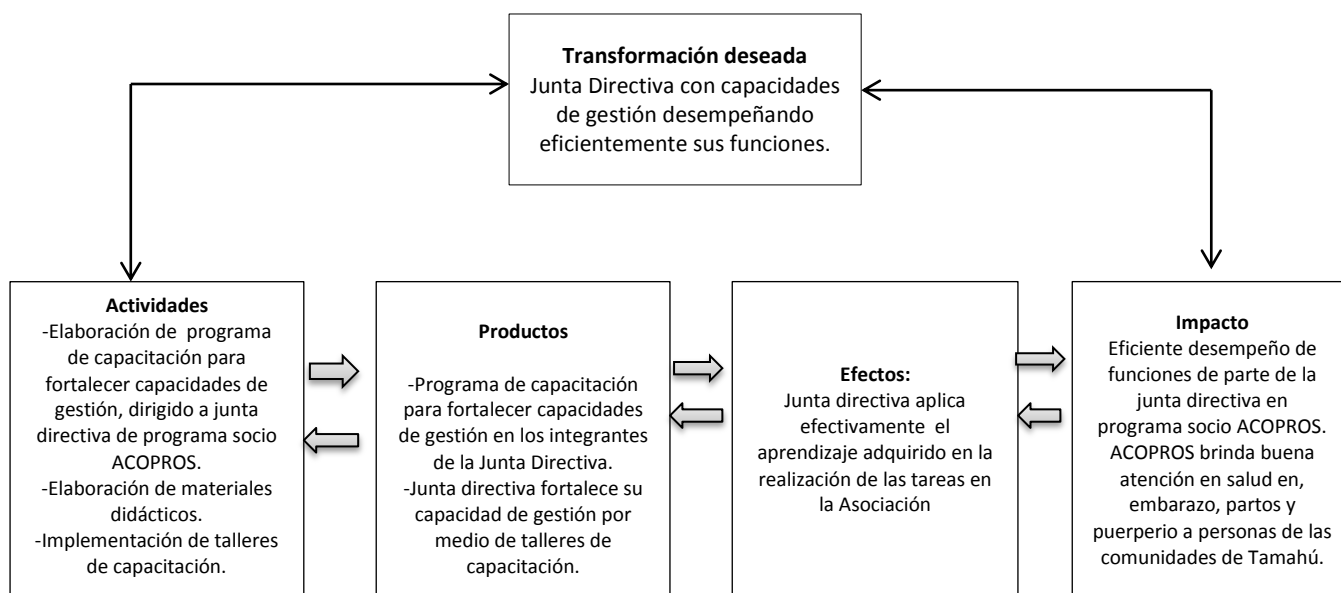 Transformación deseada
Junta Directiva con capacidades
de gestión desempeñando
eficientemente sus funciones.
Actividades
-Elaboración de programa
de capacitación para
fortalecer capacidades de
gestión, dirigido a junta
directiva de programa socio
ACOPROS.
-Elaboración de materiales
didácticos.
-Implementación de talleres
de capacitación.
Productos
-Programa de capacitación
para fortalecer capacidades
de gestión en los integrantes
de la Junta Directiva.
-Junta directiva fortalece su
capacidad de gestión por
medio de talleres de
capacitación.
Efectos:
Junta directiva aplica
efectivamente el
aprendizaje adquirido en la
realización de las tareas en
la Asociación
Impacto
Eficiente desempeño de
funciones de parte de la
junta directiva en
programa socio ACOPROS.
ACOPROS brinda buena
atención en salud en,
embarazo, partos y
puerperio a personas de las
comunidades de Tamahú.